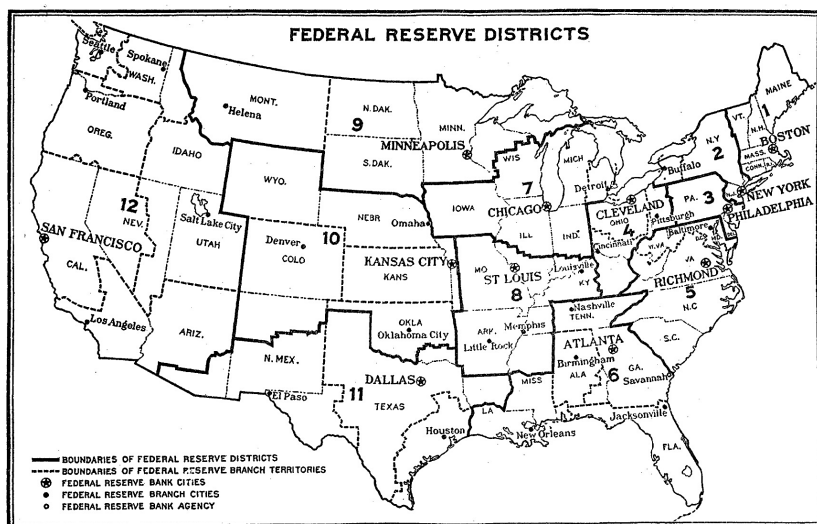 FEDERAL RESERVE DISTRICTS
Seattle
Spokane
WASH.
Portland
OREG.
IDAHO
MONT.
Helena
N. DAK.
9
MINN.
MINNEAPOLIS
S. DAK.
WIS
MICH
Detroit
7
CHICAGO
IOWA
ILL
IND.
WYO.
12
NEV.
SAN FRANCISCO
CAL.
Salt Lake City
UTAH
Los Angeles
ARIZ.
NEBR
Omaha
10
Denver
COLO
KANSAS CITY
KANS
OKLA
Oklahoma City
N. MEX.
El Paso
DALLAS
11
TEXAS
Houston
MO
ST LOUIS
8
Louisville
KY
ARK.
Memphis
Little Rock
Nashville
TENN.
MISS
LA
New Orleans
ATLANTA
Birmingham
ALA
6
GA.
Savannah
Jacksonville
FLA.
CLEVELAND
OHIO
4
Cincinnati
Pittsburgh
PA.
3
PHILADELPHIA
NEW YORK
Buffalo
N.Y
2
VT.
N.H.
MAINE
1
BOSTON
MASS.
CONN.
Baltimore
W.VA
VA
RICHMOND
5
N.C
S.C.
BOUNDARIES OF FEDERAL RESERVE DISTRICTS
BOUNDARIES OF FEDERAL RESERVE BRANCH TERRITORIES
FEDERAL RESERVE BANK CITIES
FEDERAL RESERVE BRANCH CITIES
FEDERAL RESERVE BANK AGENCY